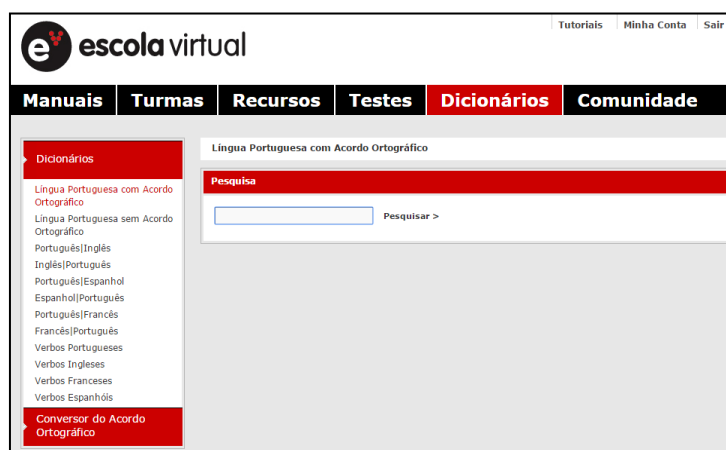 Tutoriais Minha Conta Sair
e escola virtual
Manuais Turmas Recursos Testes Dicionários Comunidade
Dicionários
Língua Portuguesa com Acordo
Ortográfico
Língua Portuguesa sem Acordo
Ortográfico
Português|Inglês
Inglês|Português
Português|Espanhol
Espanhol|Português
Português|Francês
Francês|Português
Verbos Portugueses
Verbos Ingleses
Verbos Franceses
Verbos Espanhóis
Conversor do Acordo
Ortográfico
Língua Portuguesa com Acordo Ortográfico
Pesquisa
Pesquisar >